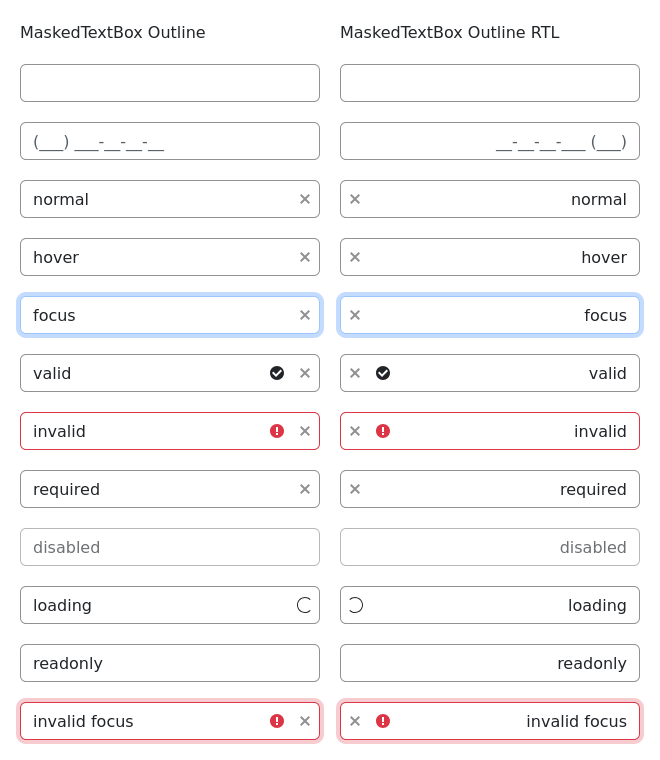 MaskedTextBox Outline
MaskedTextBox Outline RTL
(___) ___-__-__-__
__-__-__-___ (___)
normal
normal
hover
hover
focus
focus
valid
valid
invalid
invalid
required
required
disabled
disabled
loading
loading
readonly
readonly
invalid focus
invalid focus